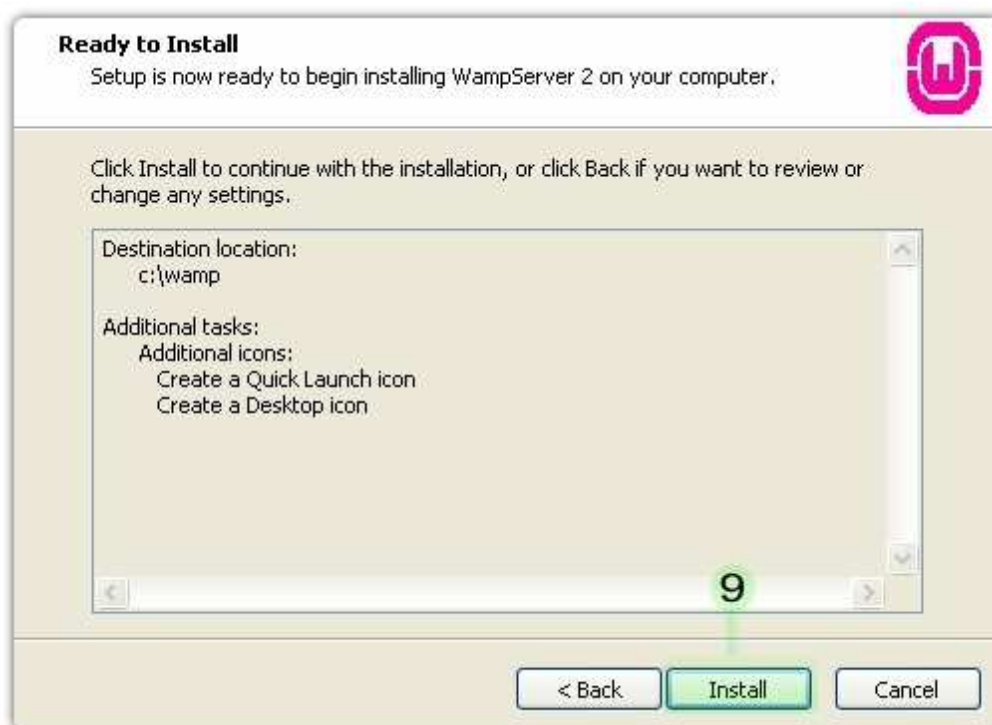 Ready to Install
Setup is now ready to begin installing WampServer 2 on your computer.
Click Install to continue with the installation, or click Back if you want to review or
change any settings.
Destination location:
c:\wamp
Additional tasks:
Additional icons:
Create a Quick Launch icon
Create a Desktop icon
9
< Back Install Cancel